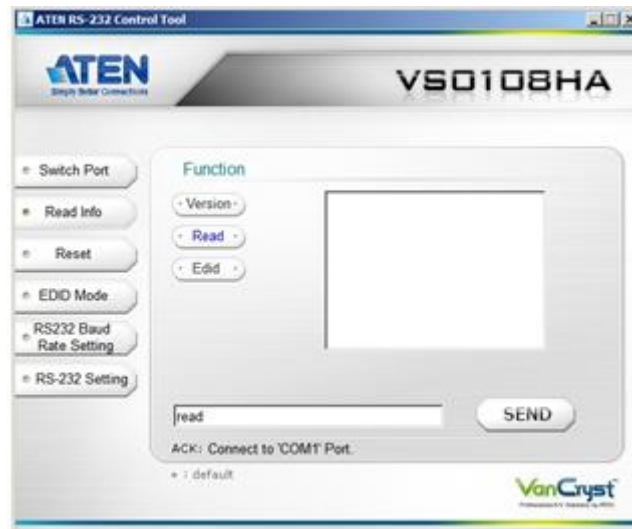 ATEN RS-232 Control Tool
ATEN
Simply Better Connections
VS0108HA
Switch Port
Read Info
Reset
EDID Mode
RS232 Baud
Rate Setting
RS-232 Setting
Function
Version
Read
Edid
read
SEND
ACK: Connect to 'COM1' Port.
* : default
VanCryst